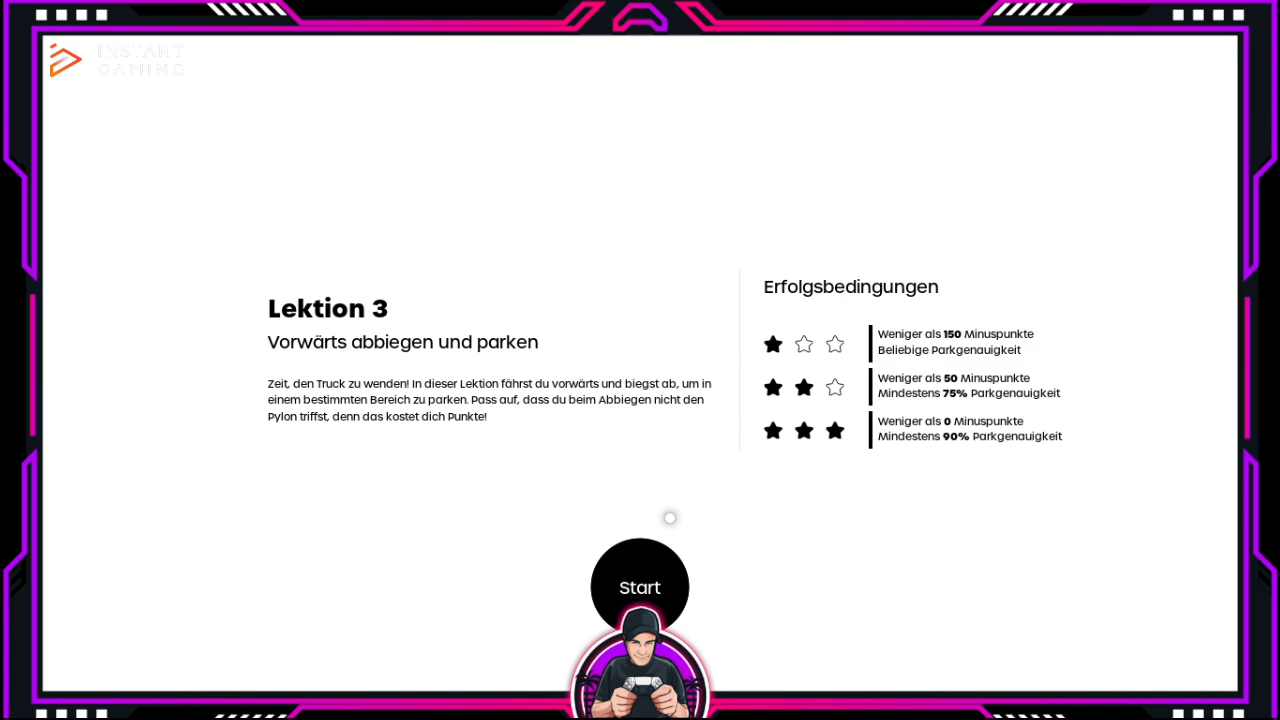 INSTANT
GAMING
Lektion 3
Vorwärts abbiegen und parken
Zeit, den Truck zu wenden! In dieser Lektion fährst du vorwärts und biegst ab, um in
einem bestimmten Bereich zu parken. Pass auf, dass du beim Abbiegen nicht den
Pylon triffst, denn das kostet dich Punkte!
Erfolgsbedingungen
Weniger als 150 Minuspunkte
Beliebige Parkgenauigkeit
Weniger als 50 Minuspunkte
Mindestens 75% Parkgenauigkeit
Weniger als 0 Minuspunkte
Mindestens 90% Parkgenauigkeit
Start